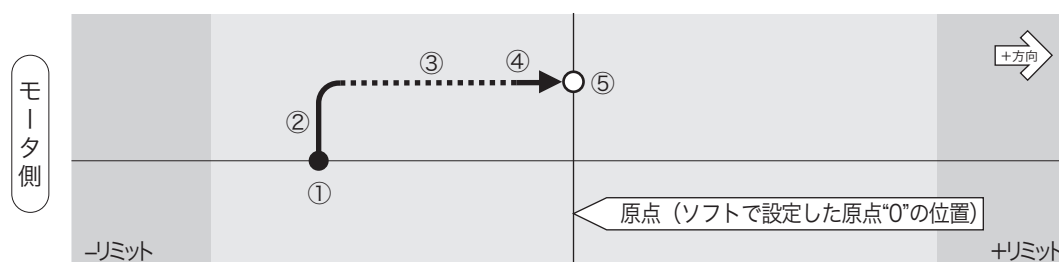 モータ側
③
④
⑤
+方向
②
①
原点（ソフトで設定した原点“0”の位置）
−リミット
+リミット